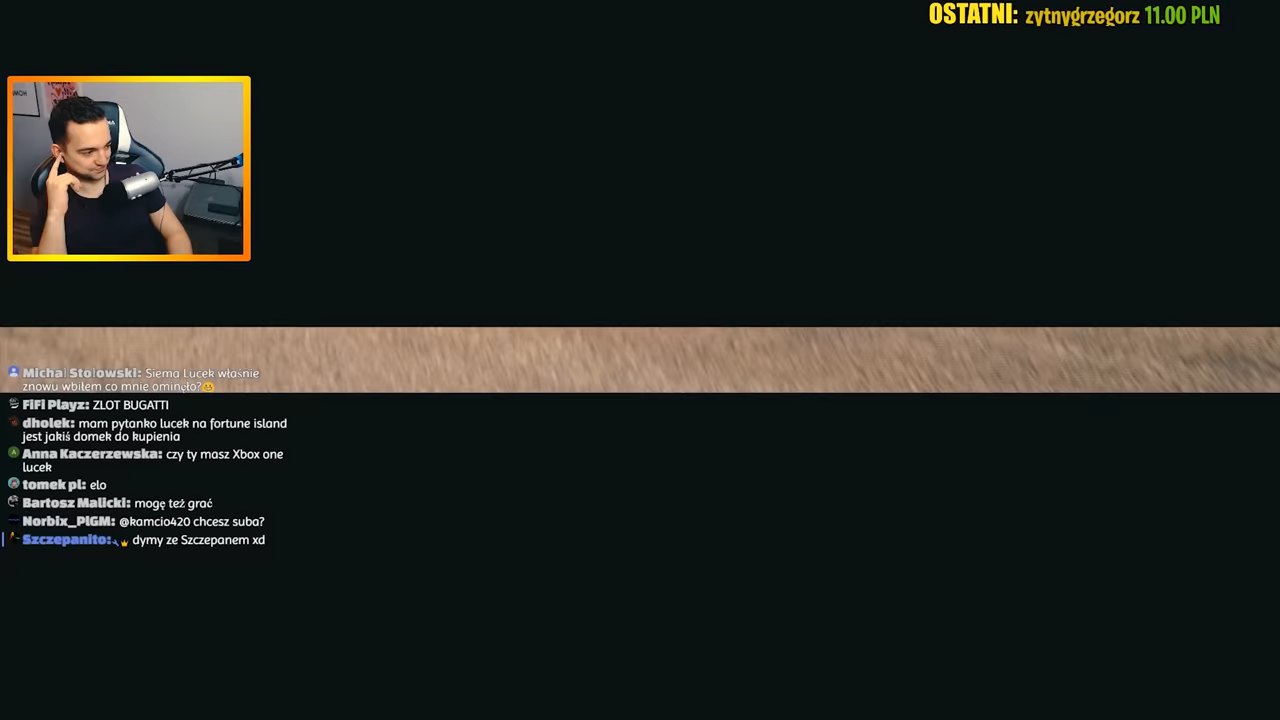 OSTATNI: zytnygrzegorz 11.00 PLN
Michal Stolowski: Siema Lucek właśnie
znowu wbiłem co mnie ominęło?
FiFi Playz: ZLOT BUGATTI
dholek: mam pytanko lucek na fortune island
jest jakiś domek do kupienia
Anna Kaczerzewska: czy ty masz Xbox one
lucek
tomek pl: elo
Bartosz Malicki: mogę też grać
Norbix_PlGM: @kamcio420 chcesz suba?
Szczepanito: dymy ze Szczepanem xd